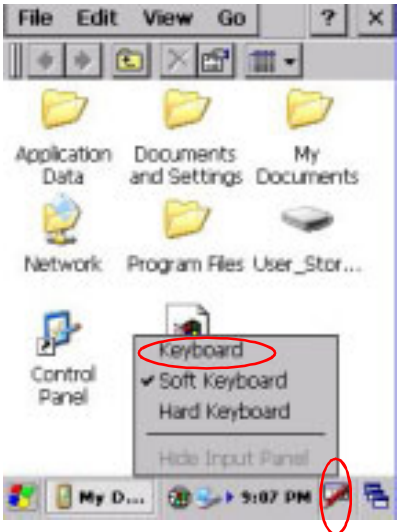 File Edit View Go ? ×
Application Data
Documents and Settings
My Documents
Network
Program Files
User_Stor...
Control Panel
Keyboard
Soft Keyboard
Hard Keyboard
Hide Input Panel
My D...
9:07 PM